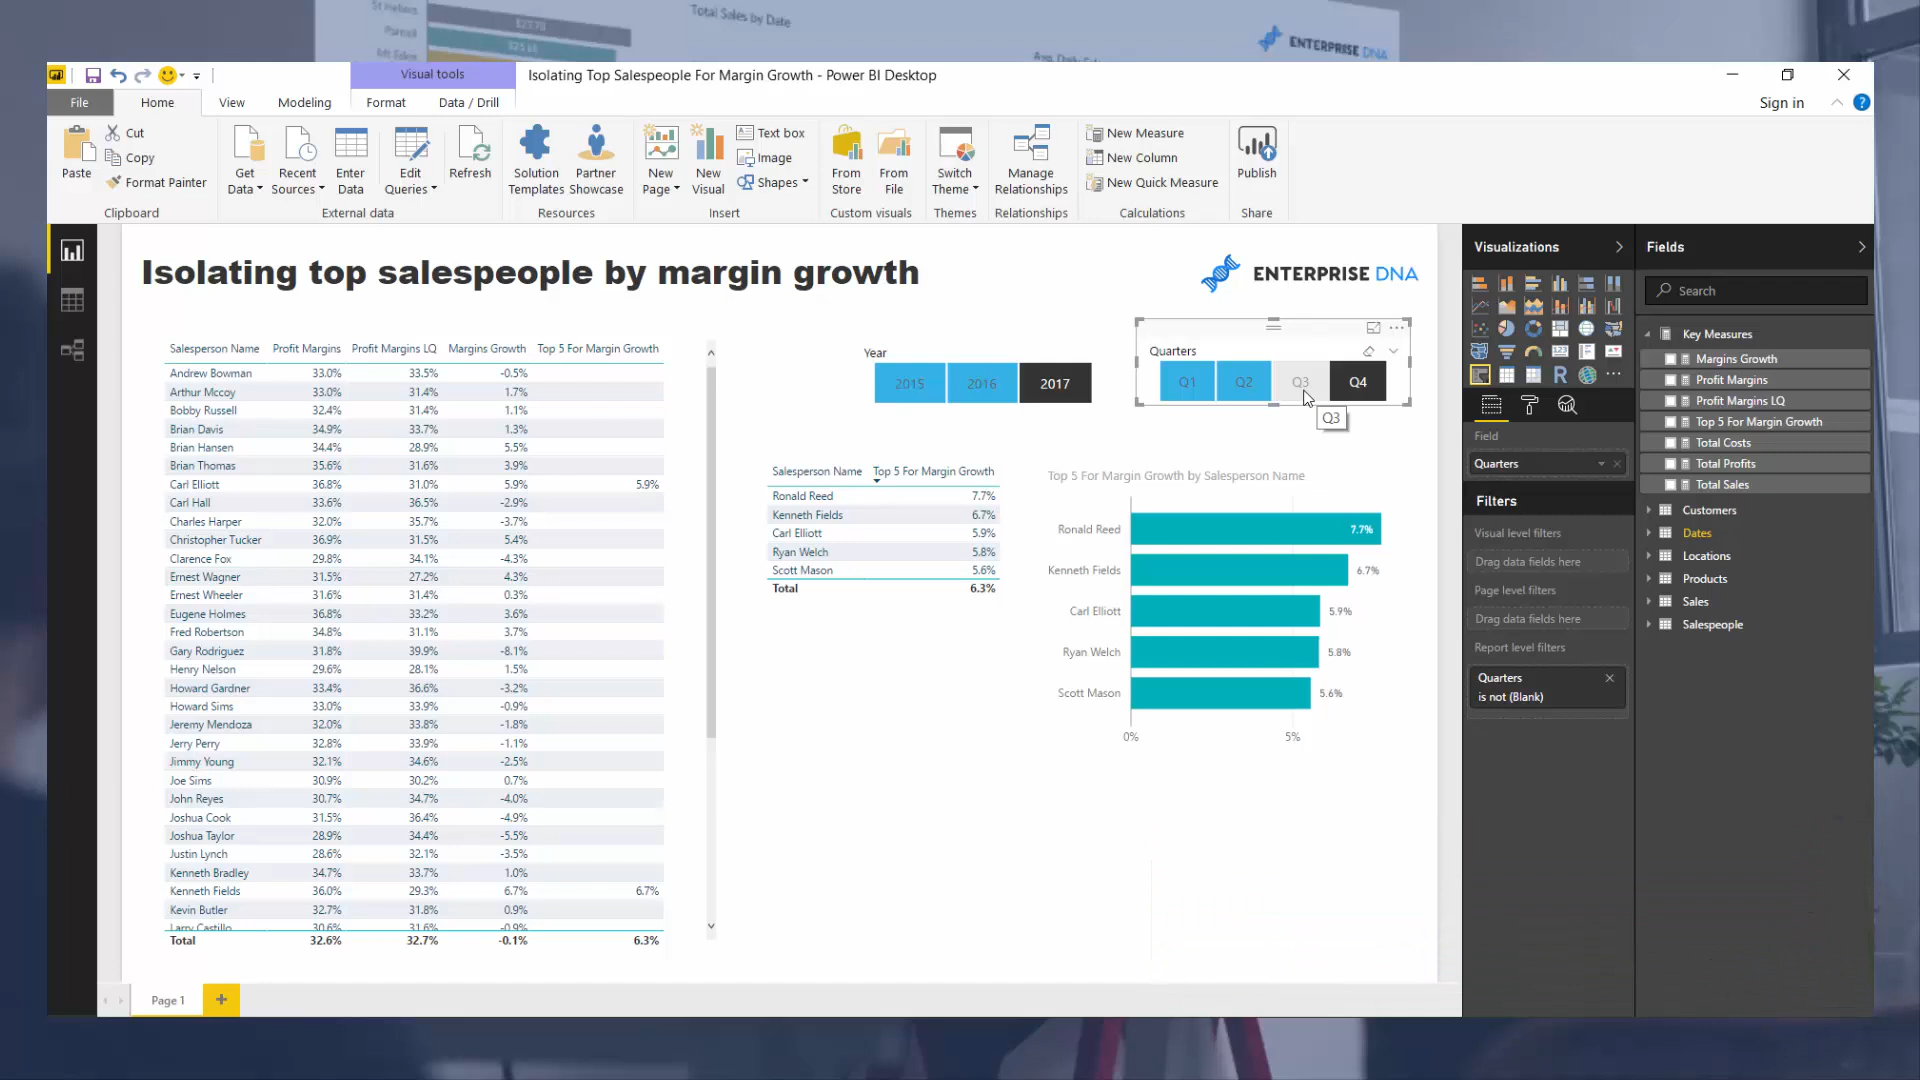 St Heliers
$27.7G
Parnell
$25.60
Total Sales by Date
ENTERPRISE DNA
Visual tools
Isolating Top Salespeople For Margin Growth - Power BI Desktop
File Home View Modeling Format Data / Drill
Sign in
Paste
Cut
Copy
Format Painter
Clipboard
Get Data
Recent Sources
Enter Data
Edit Queries
Refresh
External data
Solution Templates
Partner Showcase
Resources
New Page
New Visual
Text box
Image
Shapes
Insert
From Store
From File
Custom visuals
Switch Theme
Themes
Manage Relationships
Relationships
New Measure
New Column
New Quick Measure
Calculations
Publish
Share
Isolating top salespeople by margin growth
ENTERPRISE DNA
Salesperson Name Profit Margins Profit Margins LQ Margins Growth Top 5 For Margin Growth
Andrew Bowman 33.0% 33.5% -0.5%
Arthur Mccoy 33.0% 31.4% 1.7%
Bobby Russell 32.4% 31.4% 1.1%
Brian Davis 34.9% 33.7% 1.3%
Brian Hansen 34.4% 28.9% 5.5%
Brian Thomas 35.6% 31.6% 3.9%
Carl Elliott 36.8% 31.0% 5.9% 5.9%
Carl Hall 33.6% 36.5% -2.9%
Charles Harper 32.0% 35.7% -3.7%
Christopher Tucker 36.9% 31.5% 5.4%
Clarence Fox 29.8% 34.1% -4.3%
Ernest Wagner 31.5% 27.2% 4.3%
Ernest Wheeler 31.6% 31.4% 0.3%
Eugene Holmes 36.8% 33.2% 3.6%
Fred Robertson 34.8% 31.1% 3.7%
Gary Rodriguez 31.8% 39.9% -8.1%
Henry Nelson 29.6% 28.1% 1.5%
Howard Gardner 33.4% 36.6% -3.2%
Howard Sims 33.0% 33.9% -0.9%
Jeremy Mendoza 32.0% 33.8% -1.8%
Jerry Perry 32.8% 33.9% -1.1%
Jimmy Young 32.1% 34.6% -2.5%
Joe Sims 30.9% 30.2% 0.7%
John Reyes 30.7% 34.7% -4.0%
Joshua Cook 31.5% 36.4% -4.9%
Joshua Taylor 28.9% 34.4% -5.5%
Justin Lynch 28.6% 32.1% -3.5%
Kenneth Bradley 34.7% 33.7% 1.0%
Kenneth Fields 36.0% 29.3% 6.7% 6.7%
Kevin Butler 32.7% 31.8% 0.9%
Larry Castillo 30.6% 31.6% -0.9%
Total 32.6% 32.7% -0.1% 6.3%
Year
2015 2016 2017
Quarters
Q1 Q2 Q3 Q4
Q3
Salesperson Name Top 5 For Margin Growth
Ronald Reed 7.7%
Kenneth Fields 6.7%
Carl Elliott 5.9%
Ryan Welch 5.8%
Scott Mason 5.6%
Total 6.3%
Top 5 For Margin Growth by Salesperson Name
Ronald Reed 7.7%
Kenneth Fields 6.7%
Carl Elliott 5.9%
Ryan Welch 5.8%
Scott Mason 5.6%
0% 5%
Visualizations
Field
Quarters
Filters
Visual level filters
Drag data fields here
Page level filters
Drag data fields here
Report level filters
Quarters
is not (Blank)
Fields
Search
Key Measures
Margins Growth
Profit Margins
Profit Margins LQ
Top 5 For Margin Growth
Total Costs
Total Profits
Total Sales
Customers
Dates
Locations
Products
Sales
Salespeople
Page 1